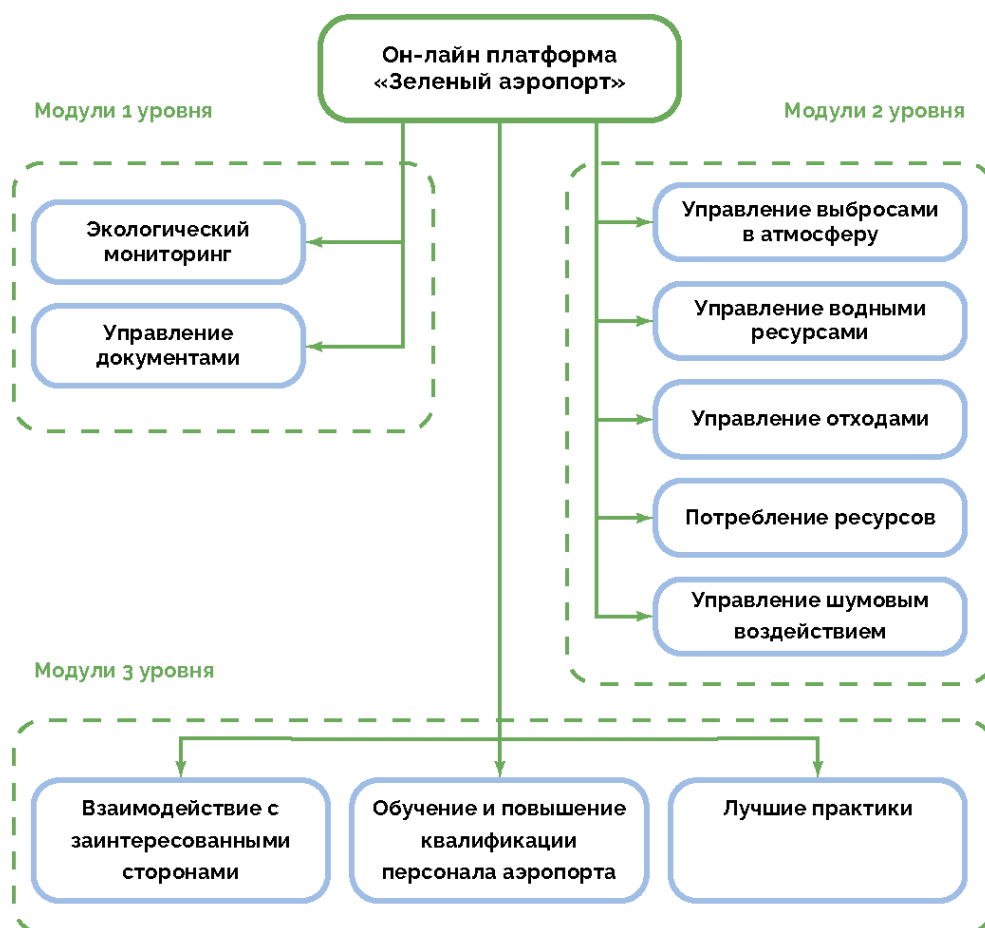 Он-лайн платформа
«Зеленый аэропорт»
Модули 1 уровня
Экологический
мониторинг
Управление
документами
Модули 2 уровня
Управление выбросами
в атмосферу
Управление водными
ресурсами
Управление отходами
Потребление ресурсов
Управление шумовым
воздействием
Модули 3 уровня
Взаимодействие с
заинтересованными
сторонами
Обучение и повышение
квалификации
персонала аэропорта
Лучшие практики